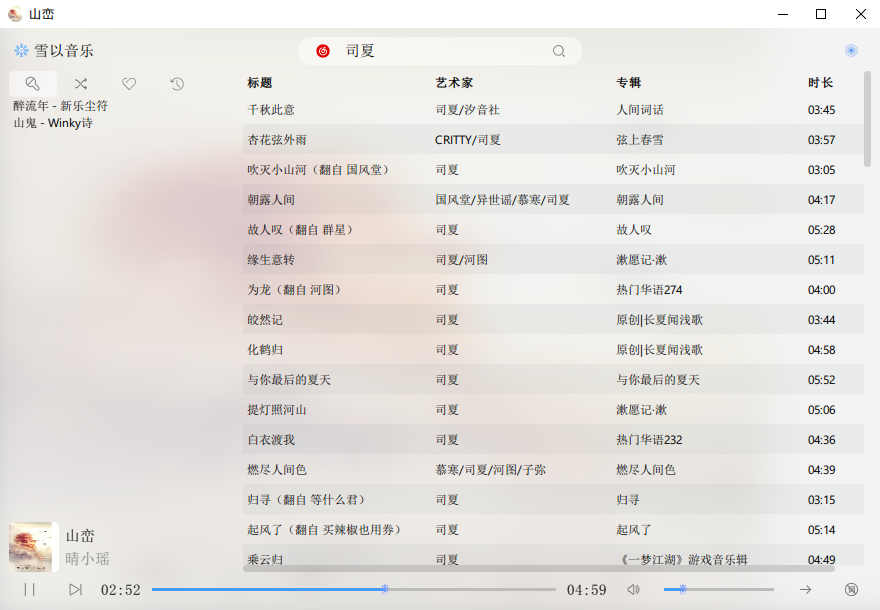 山峦
雪以音乐
司夏
醉流年 - 新乐尘符
山鬼 - Winky诗
标题 艺术家 专辑 时长
千秋此意 司夏/汐音社 人间词话 03:45
杏花弦外雨 CRITTY/司夏 弦上春雪 03:57
吹灭小山河（翻自 国风堂） 司夏 吹灭小山河 03:05
朝露人间 国风堂/异世谣/慕寒/司夏 朝露人间 04:17
故人叹（翻自 群星） 司夏 故人叹 05:28
缘生意转 司夏/河图 漱愿记·漱 05:11
为龙（翻自 河图） 司夏 热门华语274 04:00
皎然记 司夏 原创|长夏闻浅歌 03:44
化鹤归 司夏 原创|长夏闻浅歌 04:58
与你最后的夏天 司夏 与你最后的夏天 05:52
提灯照河山 司夏 漱愿记·漱 05:06
白衣渡我 司夏 热门华语232 04:36
燃尽人间色 慕寒/司夏/河图/子弥 燃尽人间色 04:39
归寻（翻自 等什么君） 司夏 归寻 03:15
起风了（翻自 买辣椒也用券） 司夏 起风了 05:14
乘云归 司夏 《一梦江湖》游戏音乐辑 04:49
山峦
晴小瑶
02:52 04:59